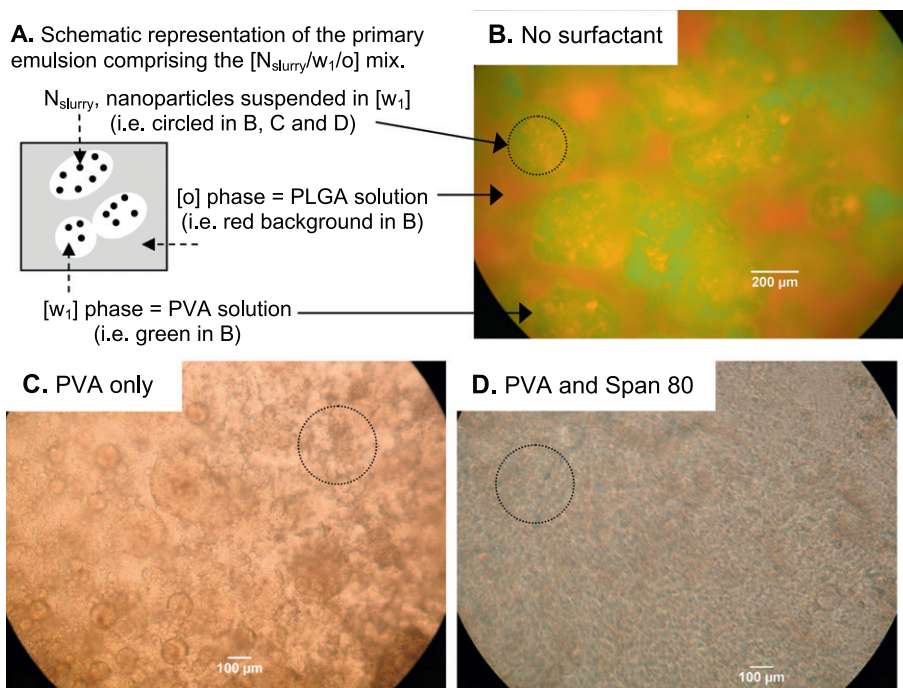 A. Schematic representation of the primary
emulsion comprising the [Nslurry/w1/o] mix.
Nslurry, nanoparticles suspended in [w1]
(i.e. circled in B, C and D)
[o] phase = PLGA solution
(i.e. red background in B)
[w1] phase = PVA solution
(i.e. green in B)
B. No surfactant
200 µm
C. PVA only
100 µm
D. PVA and Span 80
100 µm